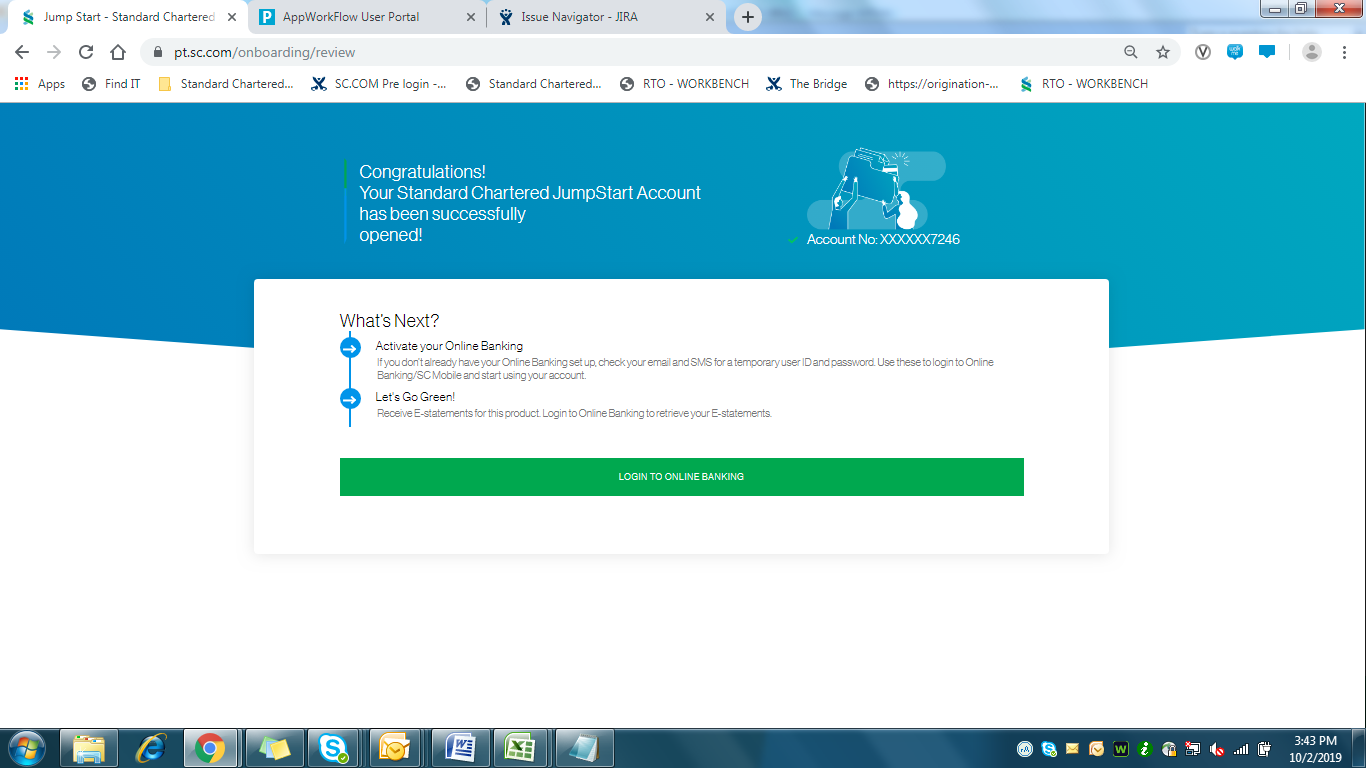 Jump Start - Standard Chartered
AppWorkFlow User Portal
Issue Navigator - JIRA
pt.sc.com/onboarding/review
Apps
Find IT
Standard Chartered...
SC.COM Pre login -...
Standard Chartered...
RTO - WORKBENCH
The Bridge
https://origination-...
RTO - WORKBENCH
Congratulations!
Your Standard Chartered JumpStart Account
has been successfully
opened!
Account No: XXXXXX7246
What's Next?
Activate your Online Banking
If you don't already have your Online Banking set up, check your email and SMS for a temporary user ID and password. Use these to login to Online
Banking/SC Mobile and start using your account.
Let's Go Green!
Receive E-statements for this product. Login to Online Banking to retrieve your E-statements.
LOGIN TO ONLINE BANKING
3:43 PM
10/2/2019